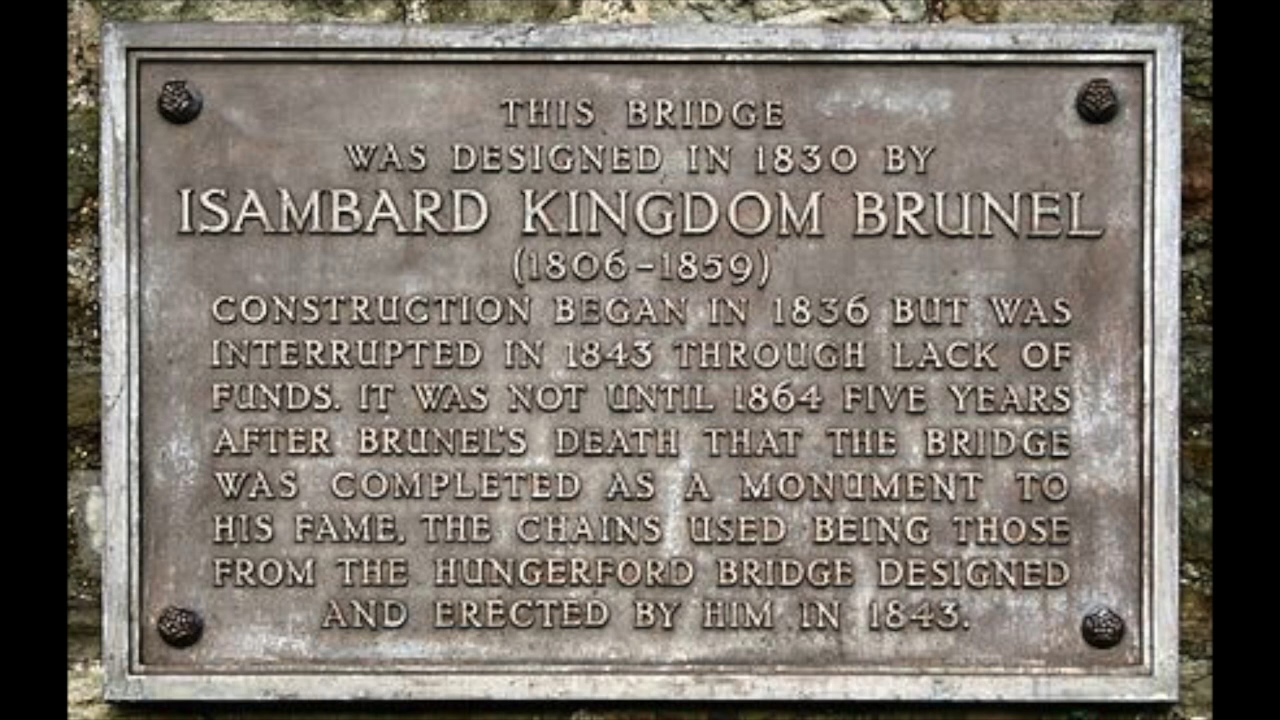 THIS BRIDGE
WAS DESIGNED IN 1830 BY
ISAMBARD KINGDOM BRUNEL
(1806-1859)
CONSTRUCTION BEGAN IN 1836 BUT WAS
INTERRUPTED IN 1843 THROUGH LACK OF
FUNDS. IT WAS NOT UNTIL 1864 FIVE YEARS
AFTER BRUNEL'S DEATH THAT THE BRIDGE
WAS COMPLETED AS A MONUMENT TO
HIS FAME, THE CHAINS USED BEING THOSE
FROM THE HUNGERFORD BRIDGE DESIGNED
AND ERECTED BY HIM IN 1843.